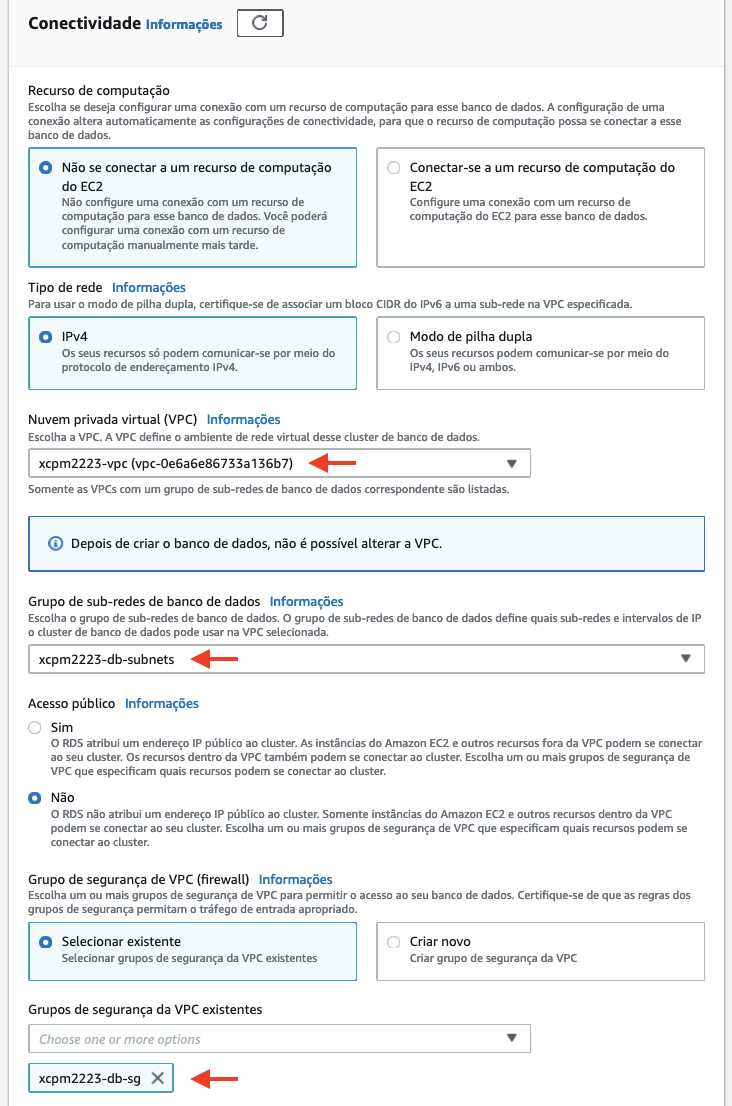 Conectividade Informações
Recurso de computação
Escolha se deseja configurar uma conexão com um recurso de computação para esse banco de dados. A configuração de uma
conexão altera automaticamente as configurações de conectividade, para que o recurso de computação possa se conectar a esse
banco de dados.
Não se conectar a um recurso de computação
do EC2
Não configure uma conexão com um recurso de
computação para esse banco de dados. Você poderá
configurar uma conexão com um recurso de
computação manualmente mais tarde.
Conectar-se a um recurso de computação do
EC2
Configure uma conexão com um recurso de
computação do EC2 para esse banco de dados.
Tipo de rede Informações
Para usar o modo de pilha dupla, certifique-se de associar um bloco CIDR do IPv6 a uma sub-rede na VPC especificada.
IPv4
Os seus recursos só podem comunicar-se por meio do
protocolo de endereçamento IPv4.
Modo de pilha dupla
Os seus recursos podem comunicar-se por meio do
IPv4, IPv6 ou ambos.
Nuvem privada virtual (VPC) Informações
Escolha a VPC. A VPC define o ambiente de rede virtual desse cluster de banco de dados.
xcpm2223-vpc (vpc-0e6a6e86733a136b7)
Somente as VPCs com um grupo de sub-redes de banco de dados correspondente são listadas.
Depois de criar o banco de dados, não é possível alterar a VPC.
Grupo de sub-redes de banco de dados Informações
Escolha o grupo de sub-redes de banco de dados. O grupo de sub-redes de banco de dados define quais sub-redes e intervalos de IP
o cluster de banco de dados pode usar na VPC selecionada.
xcpm2223-db-subnets
Acesso público Informações
Sim
O RDS atribui um endereço IP público ao cluster. As instâncias do Amazon EC2 e outros recursos fora da VPC podem se conectar
ao seu cluster. Os recursos dentro da VPC também podem se conectar ao cluster. Escolha um ou mais grupos de segurança de
VPC que especificam quais recursos podem se conectar ao cluster.
Não
O RDS não atribui um endereço IP público ao cluster. Somente instâncias do Amazon EC2 e outros recursos dentro da VPC
podem se conectar ao seu cluster. Escolha um ou mais grupos de segurança de VPC que especificam quais recursos podem se
conectar ao cluster.
Grupo de segurança de VPC (firewall) Informações
Escolha um ou mais grupos de segurança de VPC para permitir o acesso ao seu banco de dados. Certifique-se de que as regras dos
grupos de segurança permitam o tráfego de entrada apropriado.
Selecionar existente
Selecionar grupos de segurança da VPC existentes
Criar novo
Criar grupo de segurança da VPC
Grupos de segurança da VPC existentes
Choose one or more options
xcpm2223-db-sg